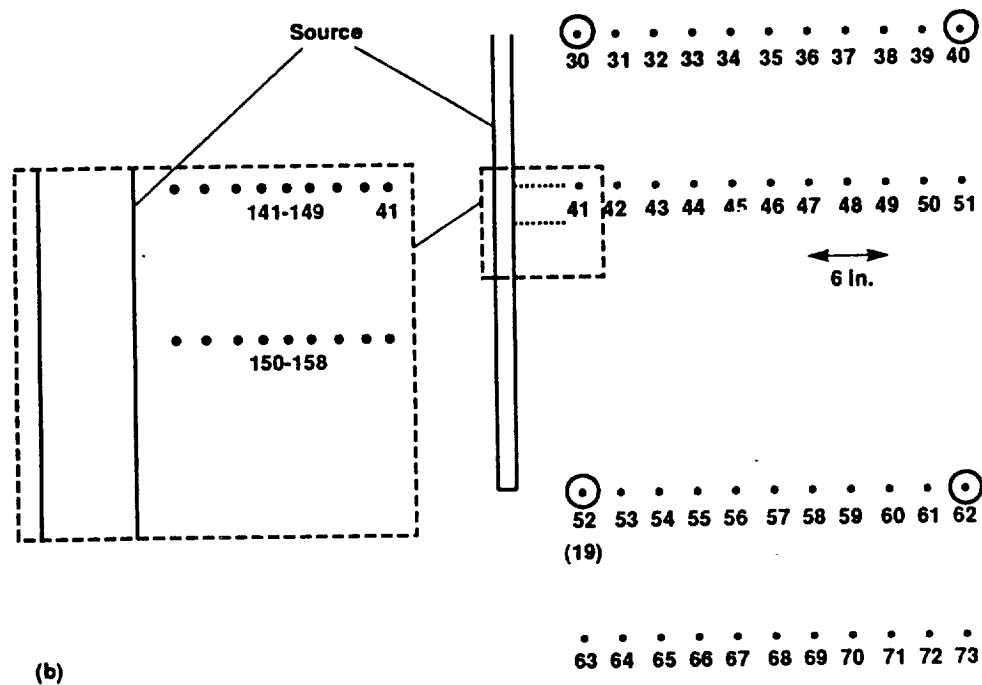 Source
30 31 32 33 34 35 36 37 38 39 40
141-149 41
41 42 43 44 45 46 47 48 49 50 51
6 in.
150-158
52 53 54 55 56 57 58 59 60 61 62
(19)
63 64 65 66 67 68 69 70 71 72 73
(b)